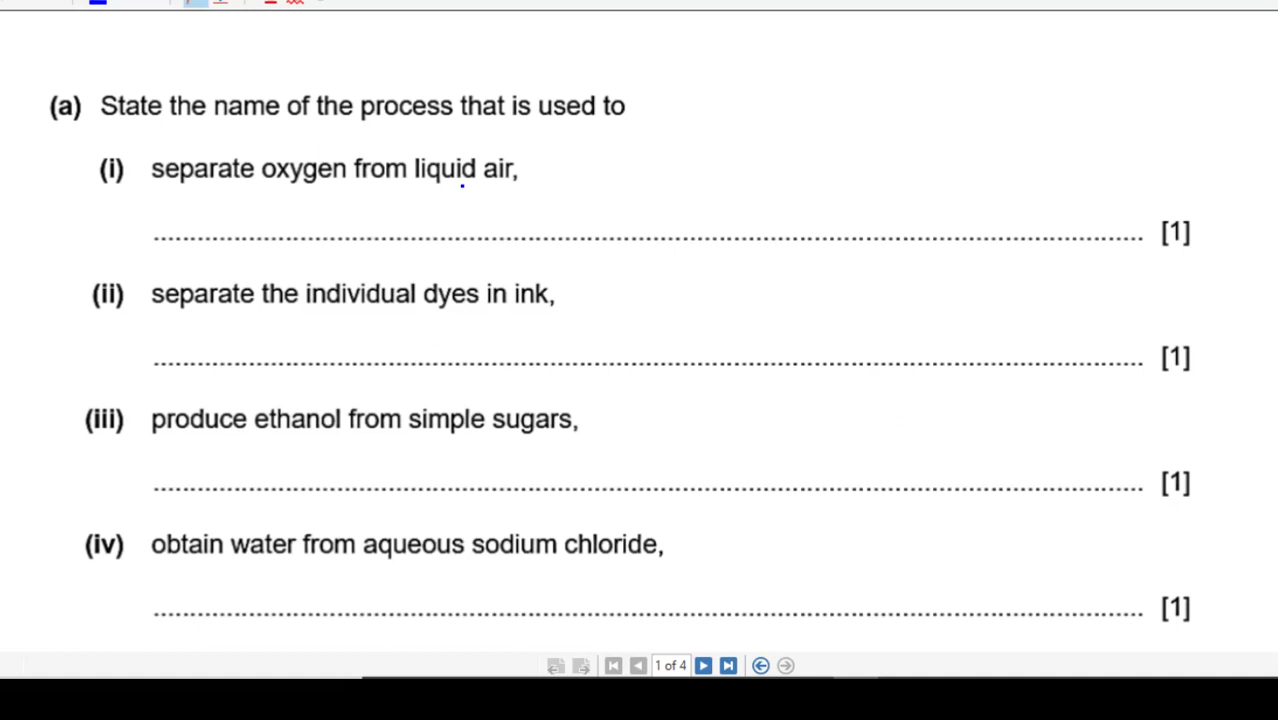 (a) State the name of the process that is used to
(i) separate oxygen from liquid air,
.......................................................................................................... [1]
(ii) separate the individual dyes in ink,
.......................................................................................................... [1]
(iii) produce ethanol from simple sugars,
.......................................................................................................... [1]
(iv) obtain water from aqueous sodium chloride,
.......................................................................................................... [1]
1 of 4